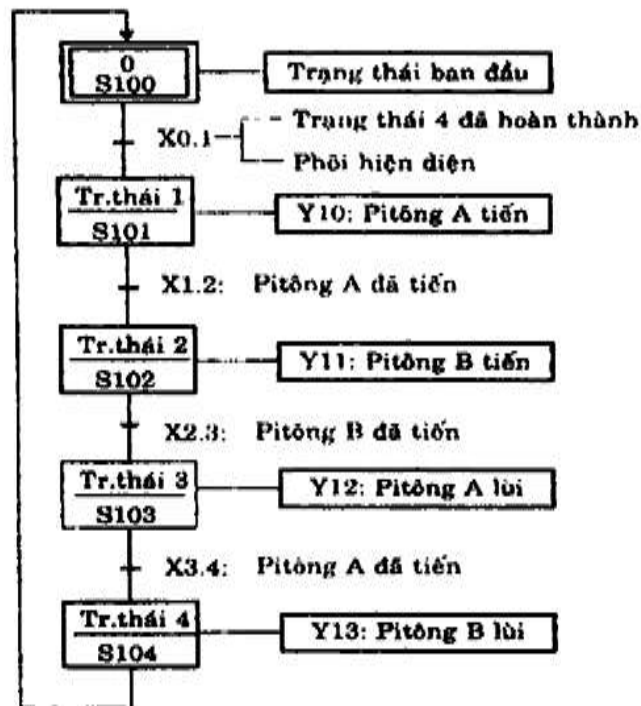 0
S100
Trạng thái ban đầu
X0.1
Trạng thái 4 đã hoàn thành
Phôi hiện diện
Tr.thái 1
S101
Y10: Pitông A tiến
X1.2: Pitông A đã tiến
Tr.thái 2
S102
Y11: Pitông B tiến
X2.3: Pitông B đã tiến
Tr.thái 3
S103
Y12: Pitông A lùi
X3.4: Pitông A đã tiến
Tr.thái 4
S104
Y13: Pitông B lùi